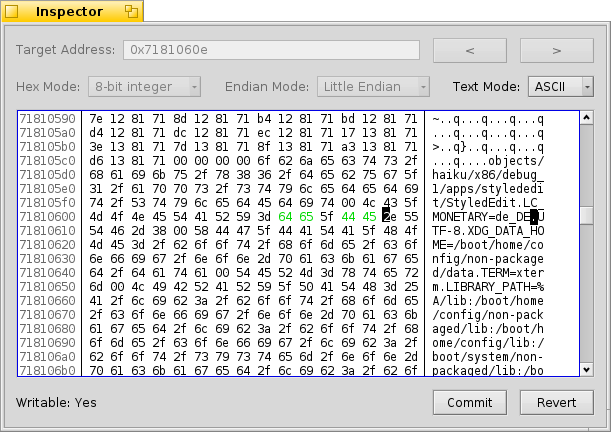 Inspector
Target Address: 0x7181060e < >
Hex Mode: 8-bit integer Endian Mode: Little Endian Text Mode: ASCII
71810590 7e 12 81 71 8d 12 81 71 b4 12 81 71 bd 12 81 71 ~..q...q...q...q
718105a0 d4 12 81 71 dc 12 81 71 ec 12 81 71 17 13 81 71 ...q...q...q...q
718105b0 3e 13 81 71 7d 13 81 71 8f 13 81 71 a3 13 81 71 >..q}..q...q...q
718105c0 d6 13 81 71 00 00 00 00 6f 62 6a 65 63 74 73 2f ...q....objects/
718105d0 68 61 69 6b 75 2f 78 38 36 2f 64 65 62 75 67 5f haiku/x86/debug_
718105e0 31 2f 61 70 70 73 2f 73 74 79 6c 65 64 65 64 69 1/apps/stylededi
718105f0 74 2f 53 74 79 6c 65 64 45 64 69 74 00 4c 43 5f t/StyledEdit.LC_
71810600 4d 4f 4e 45 54 41 52 59 3d 64 65 5f 44 45 2e 55 MONETARY=de_DE.U
71810610 54 46 2d 38 00 58 44 47 5f 44 41 54 41 5f 48 4f TF-8.XDG_DATA_HO
71810620 4d 45 3d 2f 62 6f 6f 74 2f 68 6f 6d 65 2f 63 6f ME=/boot/home/co
71810630 6e 66 69 67 2f 6e 6f 6e 2d 70 61 63 6b 61 67 65 nfig/non-package
71810640 64 2f 64 61 74 61 00 54 45 52 4d 3d 78 74 65 72 d/data.TERM=xter
71810650 6d 00 4c 49 42 52 41 52 59 5f 50 41 54 48 3d 25 m.LIBRARY_PATH=%
71810660 41 2f 6c 69 62 3a 2f 62 6f 6f 74 2f 68 6f 6d 65 A/lib:/boot/home
71810670 2f 63 6f 6e 66 69 67 2f 6e 6f 6e 2d 70 61 63 6b /config/non-pack
71810680 61 67 65 64 2f 6c 69 62 3a 2f 62 6f 6f 74 2f 68 aged/lib:/boot/h
71810690 6f 6d 65 2f 63 6f 6e 66 69 67 2f 6c 69 62 3a 2f ome/config/lib:/
718106a0 62 6f 6f 74 2f 73 79 73 74 65 6d 2f 6e 6f 6e 2d boot/system/non-
718106b0 70 61 63 6b 61 67 65 64 2f 6c 69 62 3a 2f 62 6f packaged/lib:/bo
Writable: Yes Commit Revert